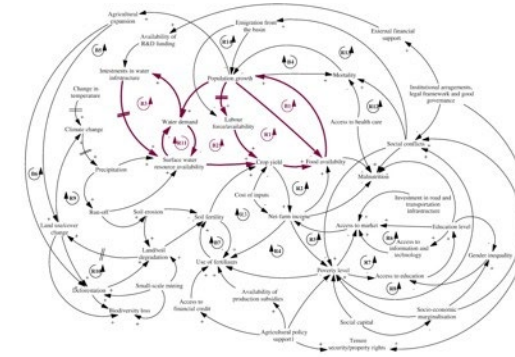 Agricultural
expansion
Emigration from
the basin
External financial
support
Availability of
R&D funding
Investments in water
infrastructure
Population growth
Mortality
Change in
temperature
Institutional arrangements,
legal framework and good
governance
Water demand
Labour
force/availability
Access to health care
Climate change
Social conflicts
Surface water
resource availability
Crop yield
Food availability
Precipitation
Malnutrition
Cost of inputs
Run-off
Soil erosion
Soil fertility
Net farm income
Investment in road and
transportation
infrastructure
Land use/cover
change
Access to market
Education level
Land/soil
degradation
Access to
information and
technology
Gender inequality
Use of fertilizers
Poverty level
Access to education
Deforestation
Small-scale mining
Availability of
production subsidies
Biodiversity loss
Access to
financial credit
Socio-economic
marginalisation
Agricultural policy
support1
Social capital
Tenure
security/property rights